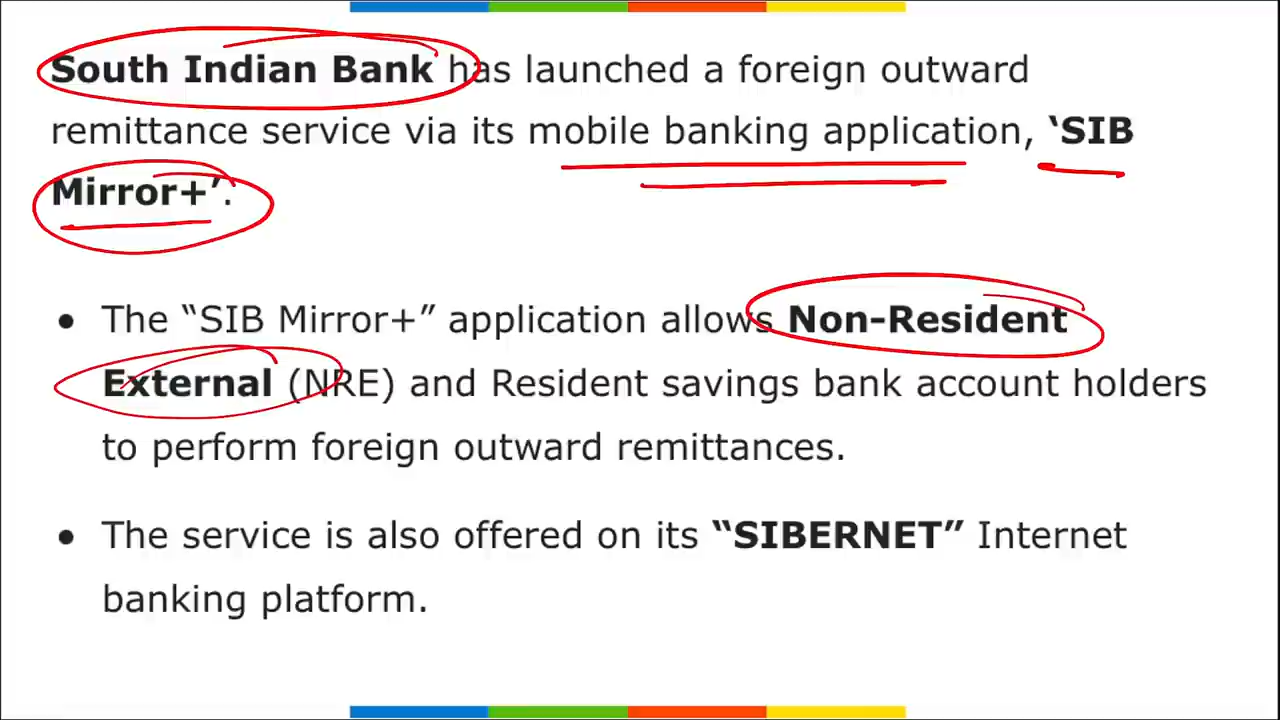 South Indian Bank has launched a foreign outward
remittance service via its mobile banking application, ‘SIB
Mirror+’.
● The “SIB Mirror+” application allows Non-Resident
External (NRE) and Resident savings bank account holders
to perform foreign outward remittances.
● The service is also offered on its “SIBERNET” Internet
banking platform.